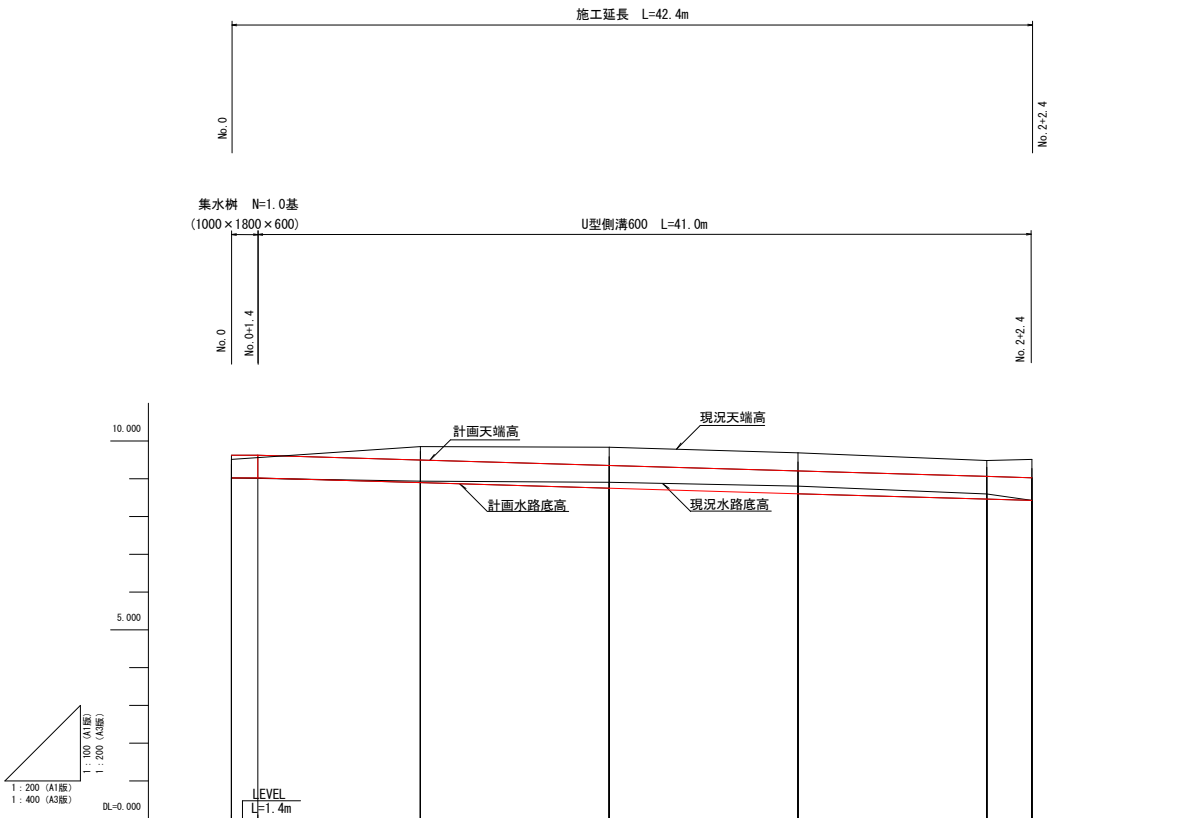 施工延長 L=42.4m
No.0
No.2+2.4
集水桝 N=1.0基
(1000×1800×600)
U型側溝600 L=41.0m
No.0
No.0+1.4
No.2+2.4
10.000
計画天端高
現況天端高
計画水路底高
現況水路底高
5.000
1:100 (A1版)
1:200 (A3版)
1:200 (A1版)
1:400 (A3版)
DL=0.000
LEVEL
L=1.4m